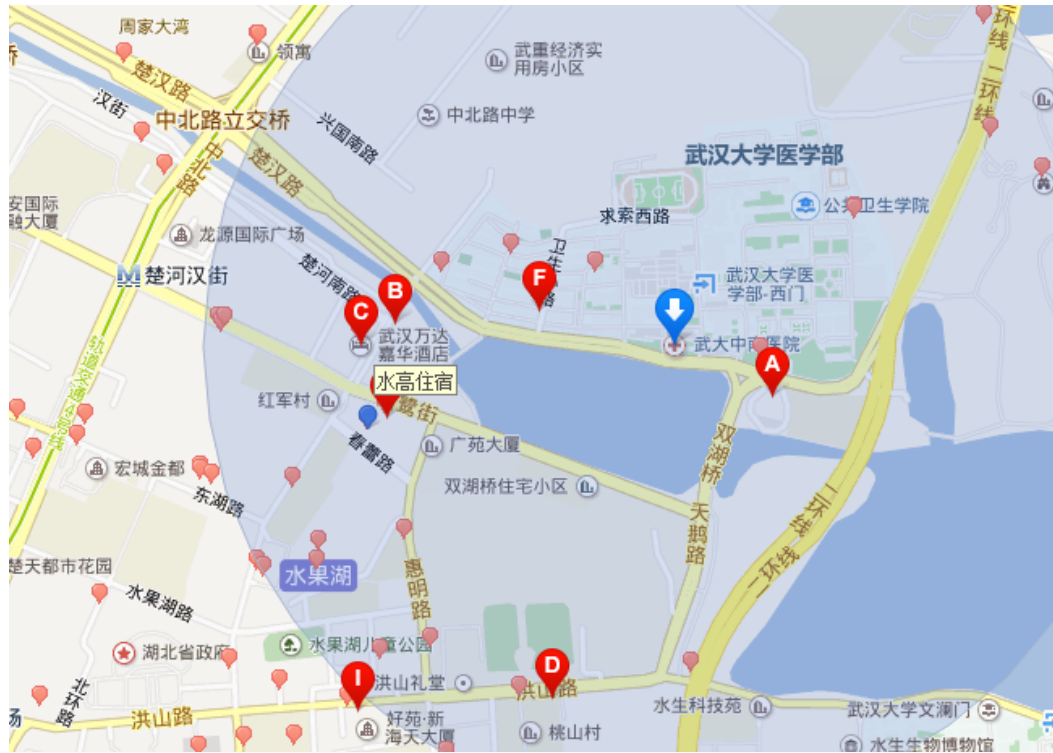 周家大湾
领寓
武重经济实
用房小区
二环线 二环线
桥
楚汉路
汉街
中北路立交桥
中北路
兴国南路
中北路中学
武汉大学医学部
楚汉路
求索西路
公共卫生学院
安国际
融大厦
龙源国际广场
楚河汉街
楚河南路
F
武汉大学医
学部-西门
B
C
武汉万达
嘉华酒店
武大中南医院
A
水高住宿
轨道交通4号线
红军村
鹭街
春蕾路
广苑大厦
双湖桥
宏城金都
双湖桥住宅小区
东湖路
天鹅路
二环线 二环线
楚天都市花园
水果湖
惠明路
水果湖路
湖北省政府
水果湖儿童公园
北环路
I
洪山礼堂
D
洪山路
水生科技苑
武汉大学文澜门
场
洪山路
好苑·新
海天大厦
桃山村
水生生物博物馆